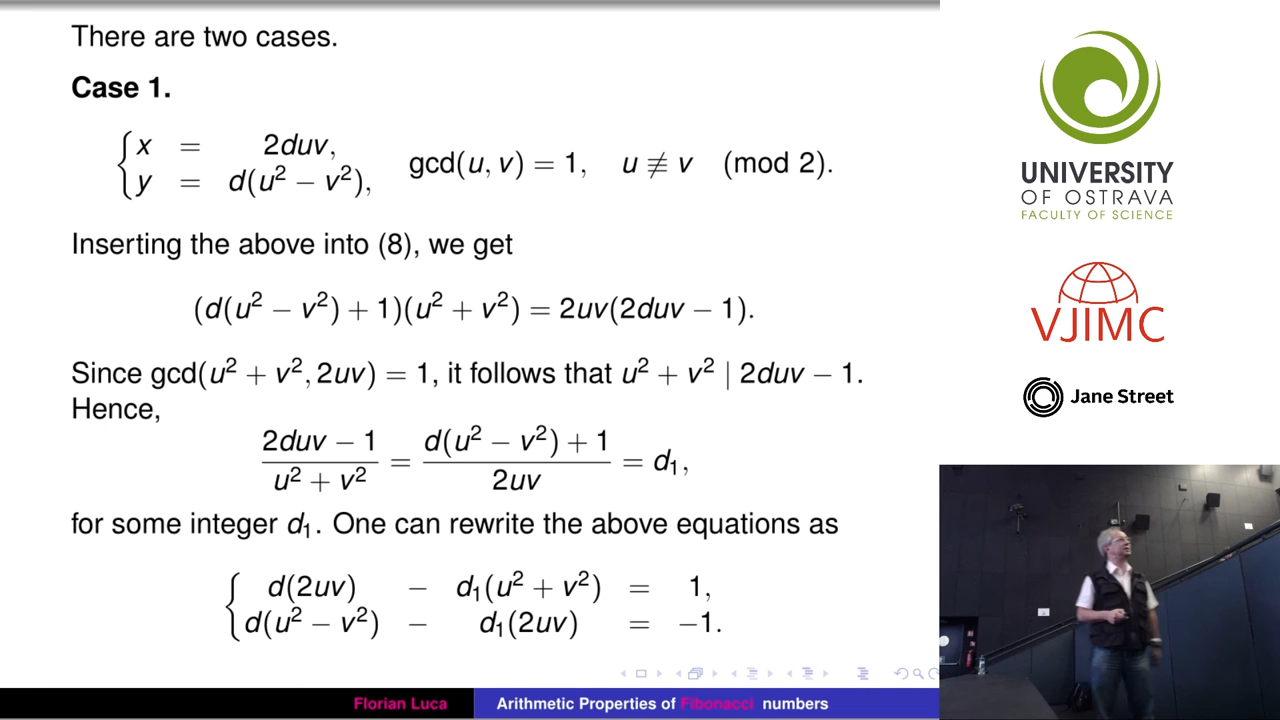 There are two cases.
Case 1.
{ x = 2duv,
y = d(u² − v²), gcd(u, v) = 1, u ≢ v (mod 2).
Inserting the above into (8), we get
(d(u² − v²) + 1)(u² + v²) = 2uv(2duv − 1).
Since gcd(u² + v², 2uv) = 1, it follows that u² + v² | 2duv − 1.
Hence,
(2duv − 1)/(u² + v²) = (d(u² − v²) + 1)/(2uv) = d₁,
for some integer d₁. One can rewrite the above equations as
{ d(2uv) − d₁(u² + v²) = 1,
d(u² − v²) − d₁(2uv) = −1.
Florian Luca
Arithmetic Properties of Fibonacci numbers
UNIVERSITY
OF OSTRAVA
FACULTY OF SCIENCE
VJIMC
Jane Street